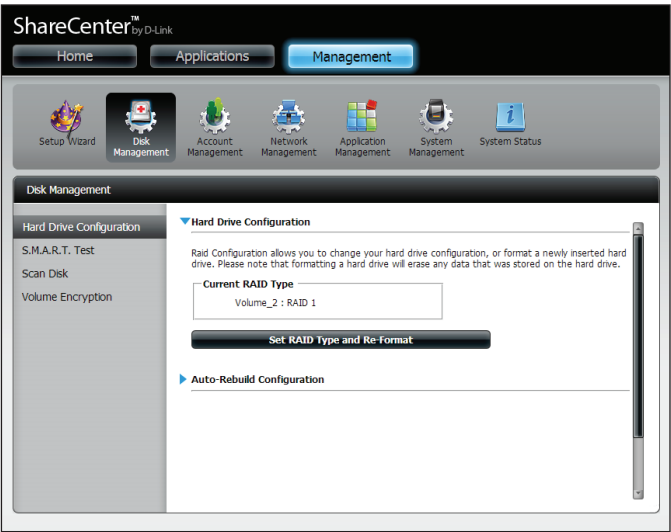 ShareCenter™ by D-Link
Home Applications Management
Setup Wizard
Disk Management
Account Management
Network Management
Application Management
System Management
System Status
Disk Management
Hard Drive Configuration
S.M.A.R.T. Test
Scan Disk
Volume Encryption
Hard Drive Configuration
Raid Configuration allows you to change your hard drive configuration, or format a newly inserted hard
drive. Please note that formatting a hard drive will erase any data that was stored on the hard drive.
Current RAID Type
Volume_2 : RAID 1
Set RAID Type and Re-Format
Auto-Rebuild Configuration